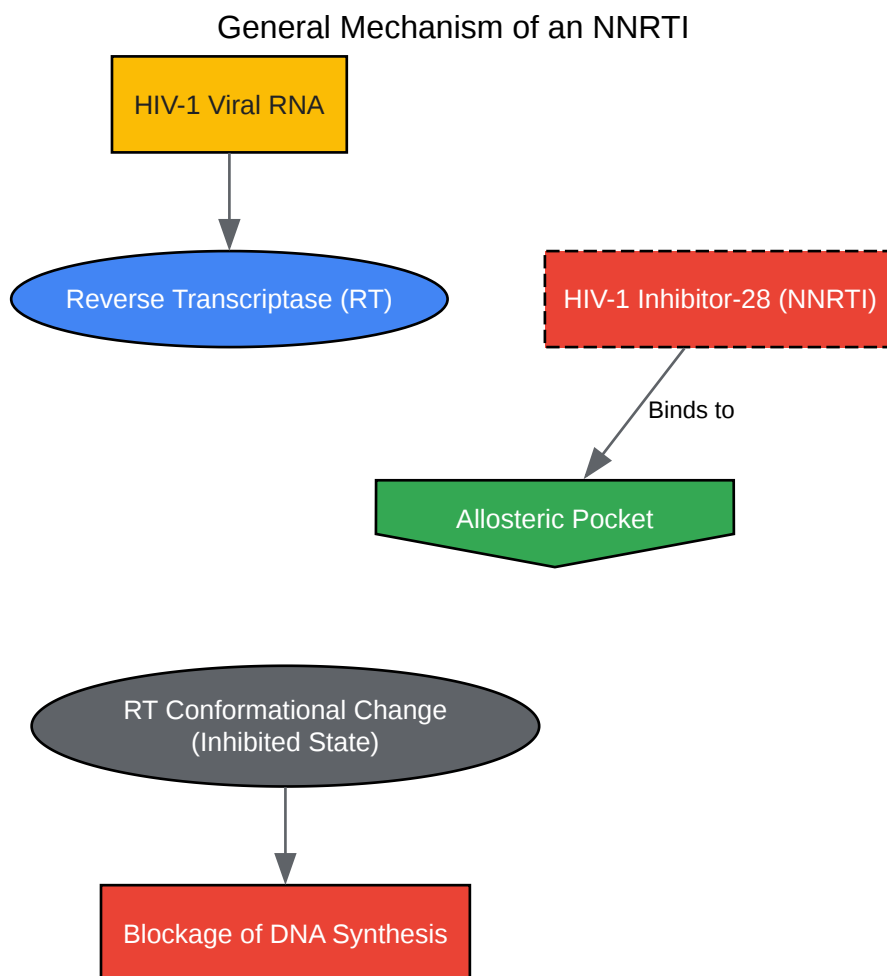 General Mechanism of an NNRTI
HIV-1 Viral RNA
Reverse Transcriptase (RT)
HIV-1 Inhibitor-28 (NNRTI)
Binds to
Allosteric Pocket
RT Conformational Change
(Inhibited State)
Blockage of DNA Synthesis